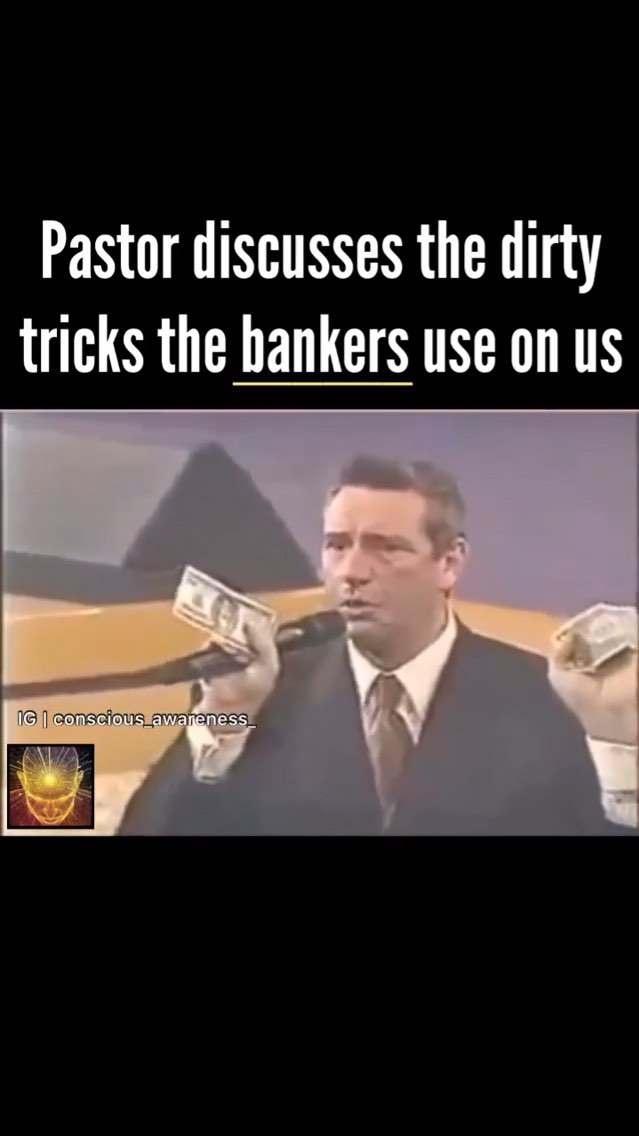 Pastor discusses the dirty
tricks the bankers use on us
IG | conscious_awareness_